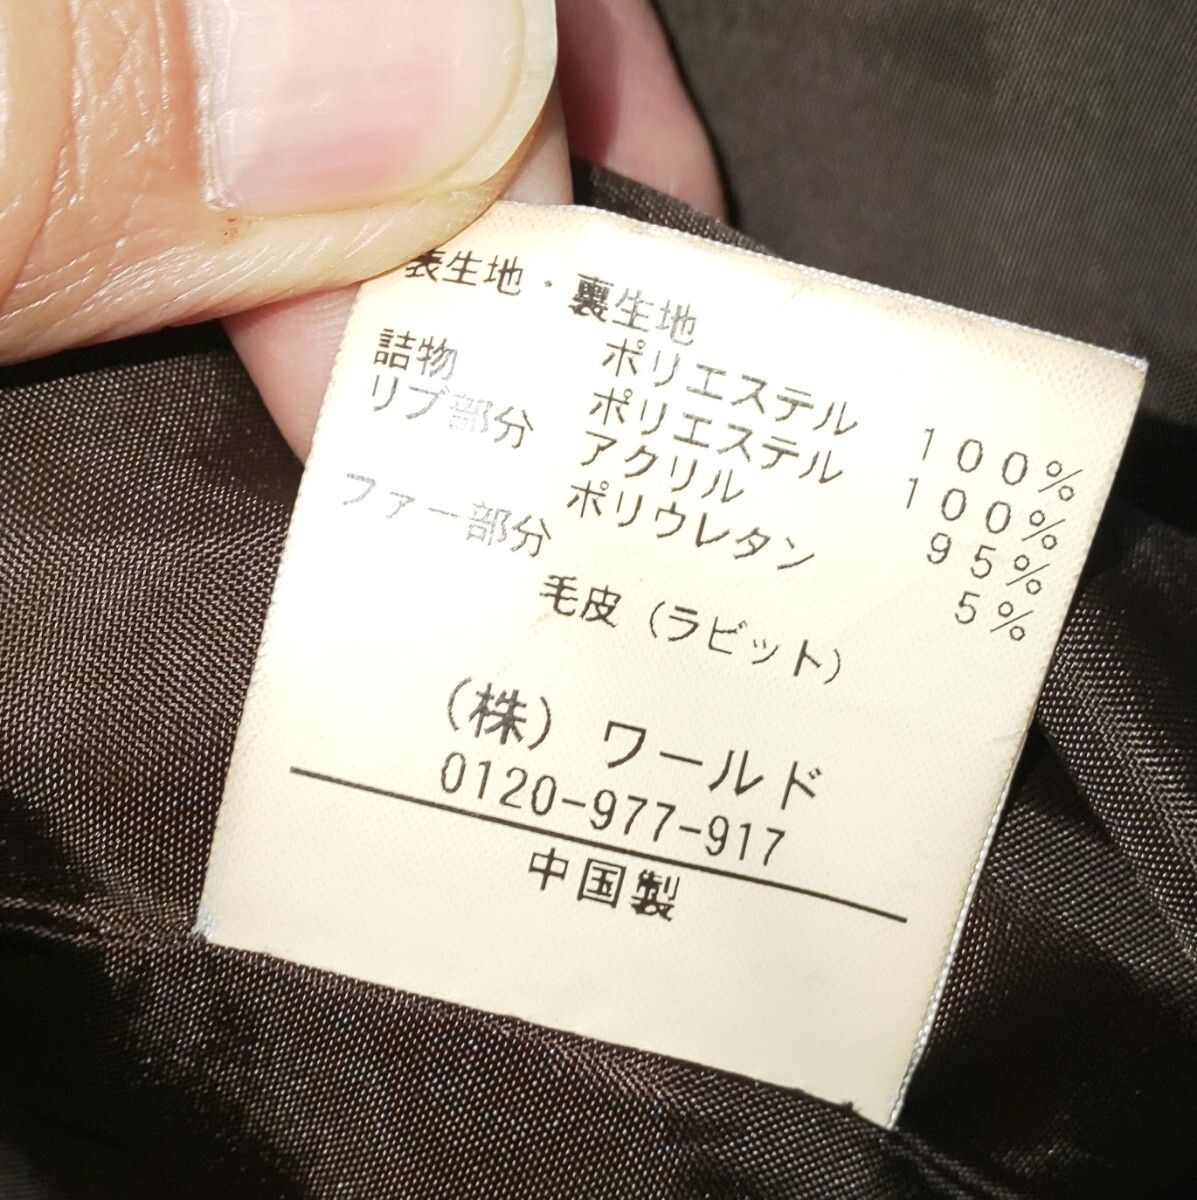 表生地・裏生地
ポリエステル 100%
詰物 ポリエステル 100%
リブ部分 アクリル 95%
ポリウレタン 5%
ファー部分
毛皮(ラビット)
(株)ワールド
0120-977-917
中国製